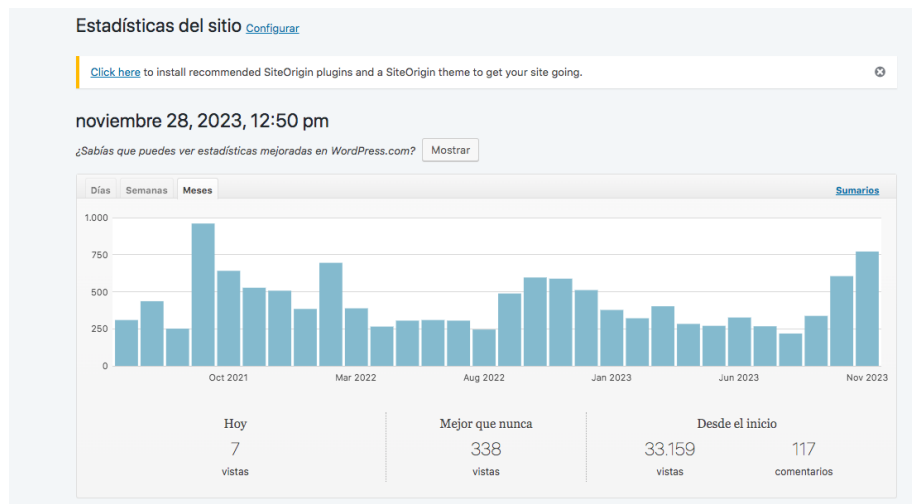 Estadísticas del sitio Configurar
Click here to install recommended SiteOrigin plugins and a SiteOrigin theme to get your site going.
noviembre 28, 2023, 12:50 pm
¿Sabías que puedes ver estadísticas mejoradas en WordPress.com? Mostrar
Días Semanas Meses Sumarios
1.000
750
500
250
0
Oct 2021 Mar 2022 Aug 2022 Jan 2023 Jun 2023 Nov 2023
Hoy Mejor que nunca Desde el inicio
7 338 33.159 117
vistas vistas vistas comentarios